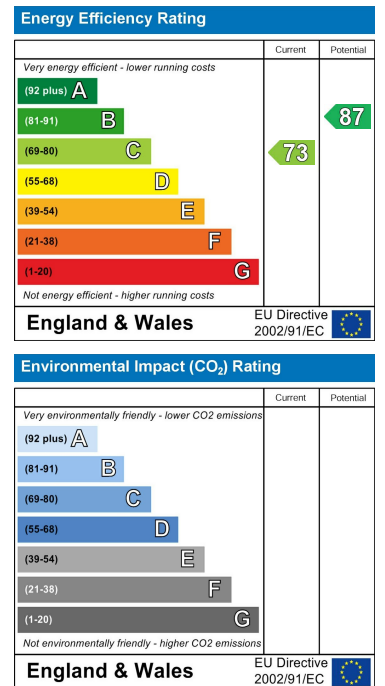 Energy Efficiency Rating
Current Potential
Very energy efficient - lower running costs
(92 plus) A
(81-91) B
87
(69-80) C
73
(55-68) D
(39-54) E
(21-38) F
(1-20) G
Not energy efficient - higher running costs
England & Wales
EU Directive
2002/91/EC
Environmental Impact (CO₂) Rating
Current Potential
Very environmentally friendly - lower CO2 emissions
(92 plus) A
(81-91) B
(69-80) C
(55-68) D
(39-54) E
(21-38) F
(1-20) G
Not environmentally friendly - higher CO2 emissions
England & Wales
EU Directive
2002/91/EC